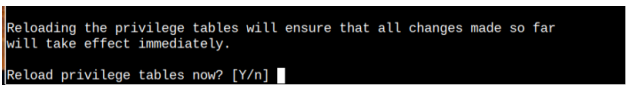 Reloading the privilege tables will ensure that all changes made so far
will take effect immediately.
Reload privilege tables now? [Y/n]